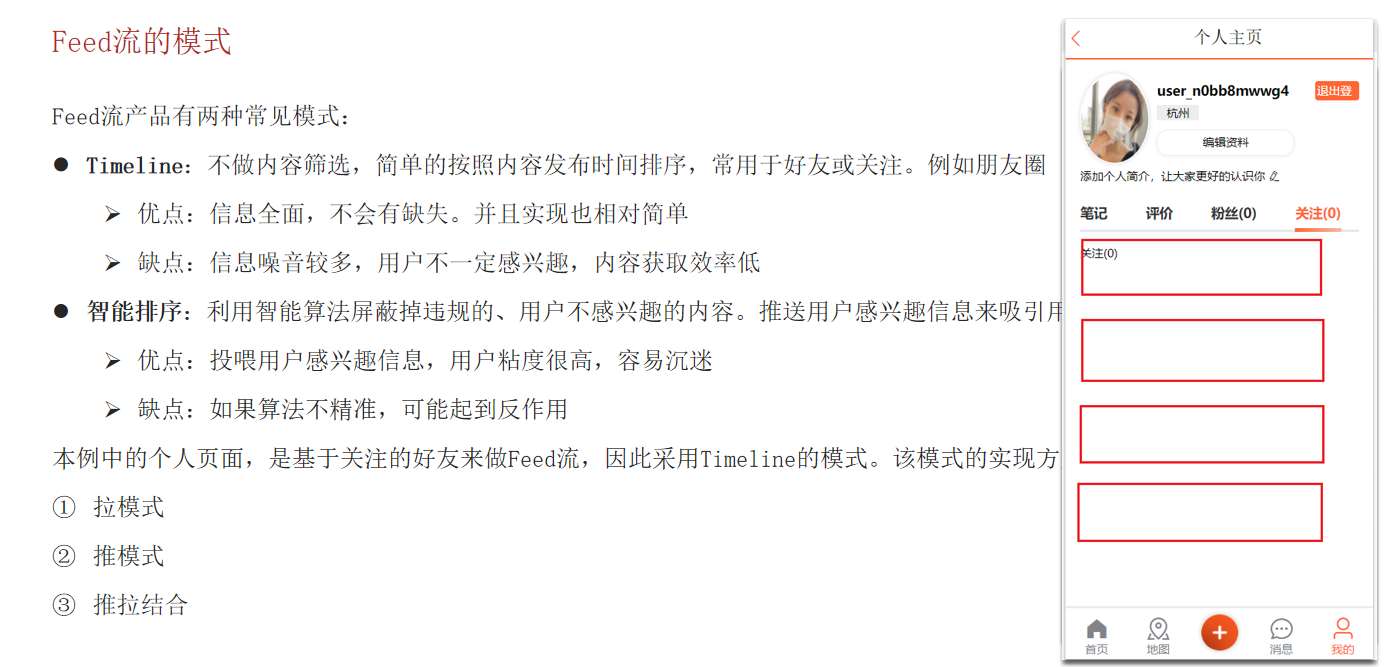 Feed流的模式
Feed流产品有两种常见模式：
● Timeline：不做内容筛选，简单的按照内容发布时间排序，常用于好友或关注。例如朋友圈
➢ 优点：信息全面，不会有缺失。并且实现也相对简单
➢ 缺点：信息噪音较多，用户不一定感兴趣，内容获取效率低
● 智能排序：利用智能算法屏蔽掉违规的、用户不感兴趣的内容。推送用户感兴趣信息来吸引用
➢ 优点：投喂用户感兴趣信息，用户粘度很高，容易沉迷
➢ 缺点：如果算法不精准，可能起到反作用
本例中的个人页面，是基于关注的好友来做Feed流，因此采用Timeline的模式。该模式的实现方
① 拉模式
② 推模式
③ 推拉结合
个人主页
user_n0bb8mwwg4
退出登
杭州
编辑资料
添加个人简介，让大家更好的认识你
笔记 评价 粉丝(0) 关注(0)
关注(0)
首页 地图 消息 我的